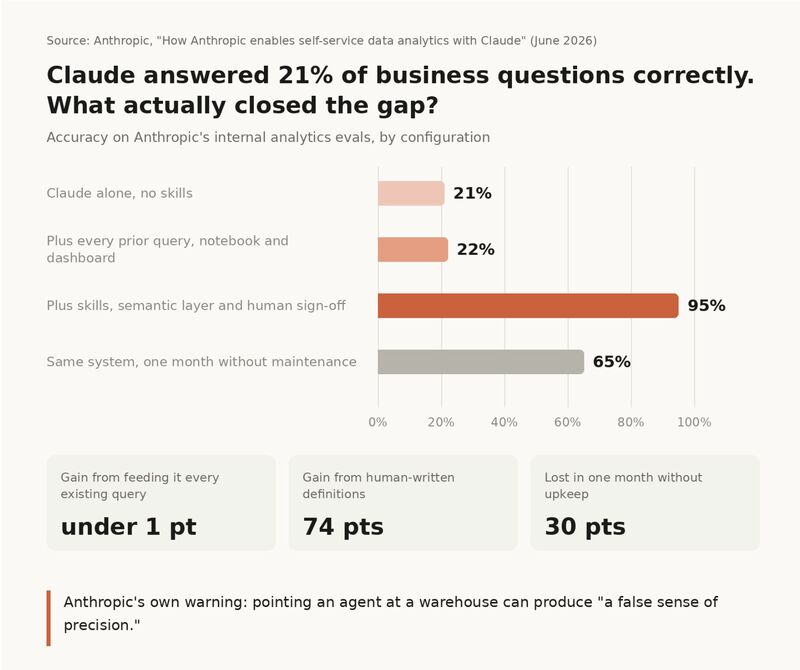 Source: Anthropic, "How Anthropic enables self-service data analytics with Claude" (June 2026)
Claude answered 21% of business questions correctly.
What actually closed the gap?
Accuracy on Anthropic's internal analytics evals, by configuration
Claude alone, no skills
21%
Plus every prior query, notebook and
dashboard
22%
Plus skills, semantic layer and human sign-off
95%
Same system, one month without maintenance
65%
0% 20% 40% 60% 80% 100%
Gain from feeding it every
existing query
under 1 pt
Gain from human-written
definitions
74 pts
Lost in one month without
upkeep
30 pts
Anthropic's own warning: pointing an agent at a warehouse can produce "a false sense of
precision."